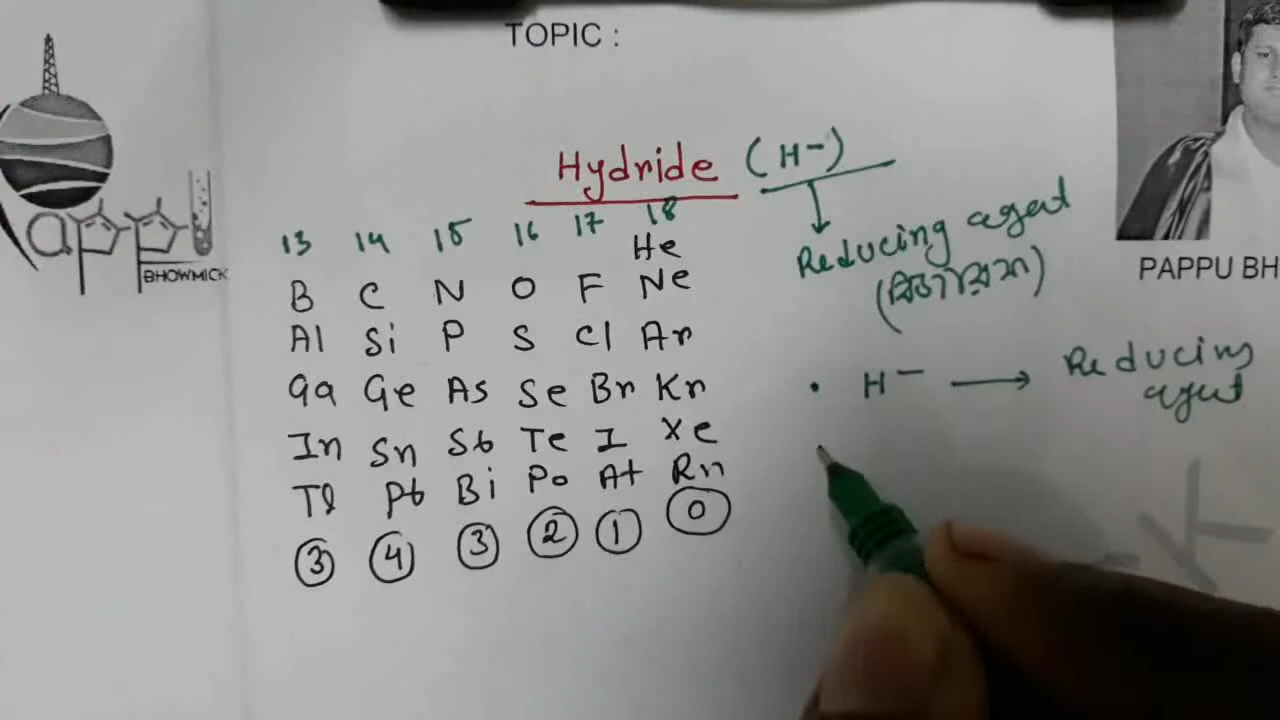 TOPIC :
Hydride (H-)
13 14 15 16 17 18
He
B C N O F Ne
Al Si P S Cl Ar
Ga Ge As Se Br Kr
In Sn Sb Te I Xe
Tl Pb Bi Po At Rn
3 4 3 2 1 0
Reducing agent
(বিজারক)
• H- → Reducing
agent
BHOWMICK
PAPPU BH